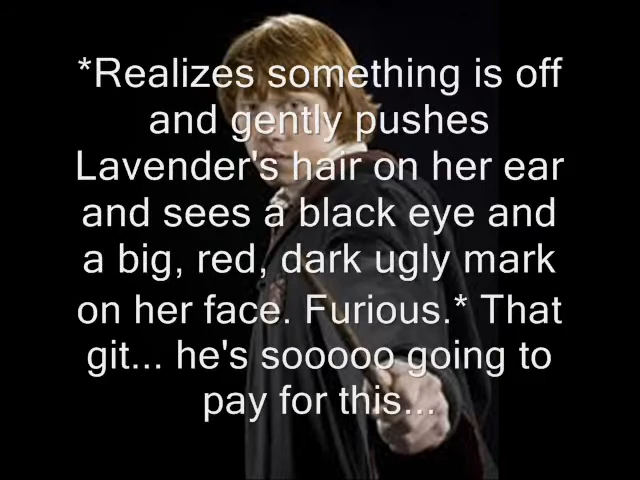 *Realizes something is off
and gently pushes
Lavender's hair on her ear
and sees a black eye and
a big, red, dark ugly mark
on her face. Furious.* That
git... he's sooooo going to
pay for this...